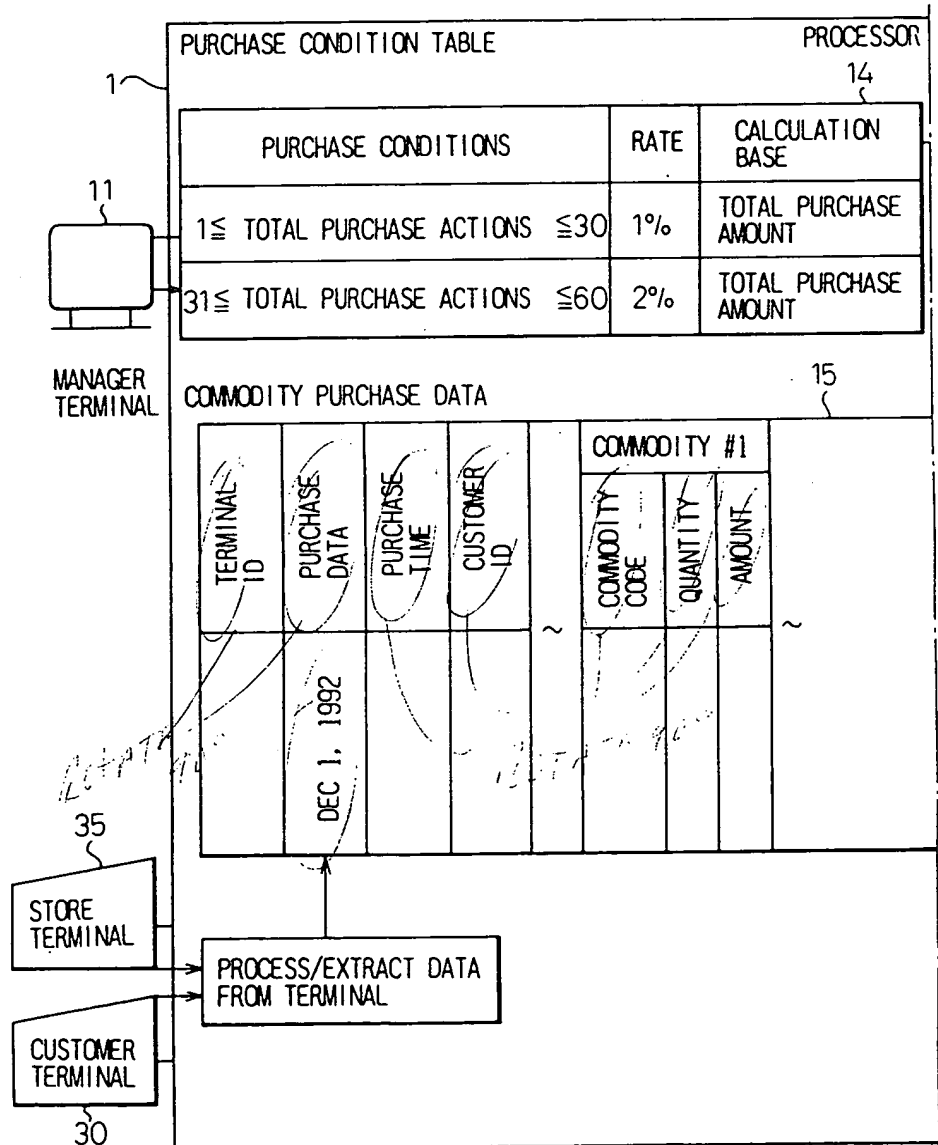 PURCHASE CONDITION TABLE
PROCESSOR
1
14
PURCHASE CONDITIONS
RATE
CALCULATION
BASE
11
1≦ TOTAL PURCHASE ACTIONS ≦30
1%
TOTAL PURCHASE
AMOUNT
31≦ TOTAL PURCHASE ACTIONS ≦60
2%
TOTAL PURCHASE
AMOUNT
MANAGER
TERMINAL
COMMODITY PURCHASE DATA
15
TERMINAL
ID
PURCHASE
DATA
PURCHASE
TIME
CUSTOMER
ID
~
COMMODITY #1
COMMODITY
CODE
QUANTITY
AMOUNT
~
DEC 1, 1992
35
STORE
TERMINAL
PROCESS/EXTRACT DATA
FROM TERMINAL
CUSTOMER
TERMINAL
30